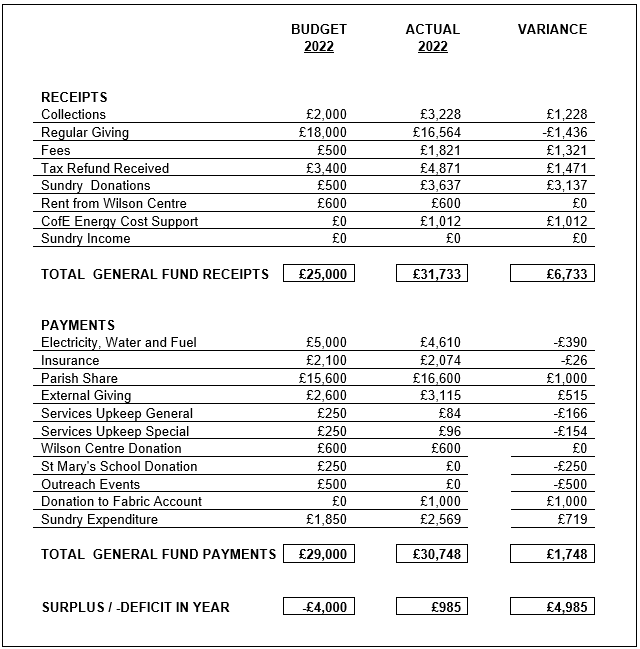 BUDGET ACTUAL VARIANCE
2022 2022
RECEIPTS
Collections £2,000 £3,228 £1,228
Regular Giving £18,000 £16,564 -£1,436
Fees £500 £1,821 £1,321
Tax Refund Received £3,400 £4,871 £1,471
Sundry Donations £500 £3,637 £3,137
Rent from Wilson Centre £600 £600 £0
CofE Energy Cost Support £0 £1,012 £1,012
Sundry Income £0 £0 £0
TOTAL GENERAL FUND RECEIPTS £25,000 £31,733 £6,733
PAYMENTS
Electricity, Water and Fuel £5,000 £4,610 -£390
Insurance £2,100 £2,074 -£26
Parish Share £15,600 £16,600 £1,000
External Giving £2,600 £3,115 £515
Services Upkeep General £250 £84 -£166
Services Upkeep Special £250 £96 -£154
Wilson Centre Donation £600 £600 £0
St Mary's School Donation £250 £0 -£250
Outreach Events £500 £0 -£500
Donation to Fabric Account £0 £1,000 £1,000
Sundry Expenditure £1,850 £2,569 £719
TOTAL GENERAL FUND PAYMENTS £29,000 £30,748 £1,748
SURPLUS / -DEFICIT IN YEAR -£4,000 £985 £4,985